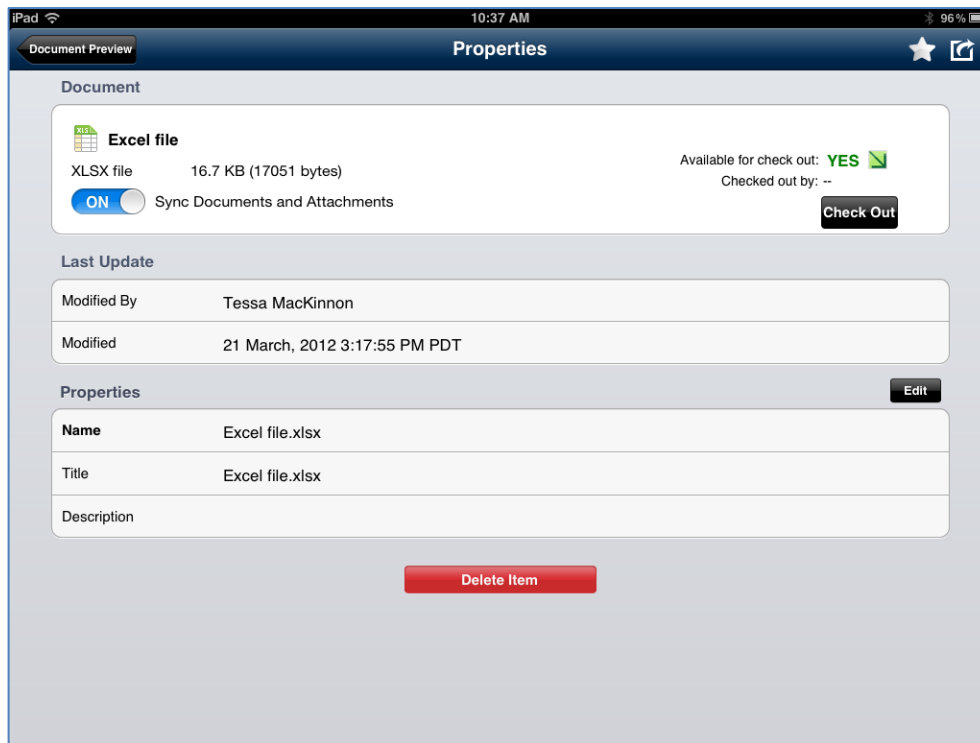 iPad 10:37 AM 96%
Document Preview Properties
Document
XLS
Excel file
XLSX file 16.7 KB (17051 bytes)
Available for check out: YES
Checked out by: --
ON Sync Documents and Attachments
Check Out
Last Update
Modified By Tessa MacKinnon
Modified 21 March, 2012 3:17:55 PM PDT
Properties Edit
Name Excel file.xlsx
Title Excel file.xlsx
Description
Delete Item